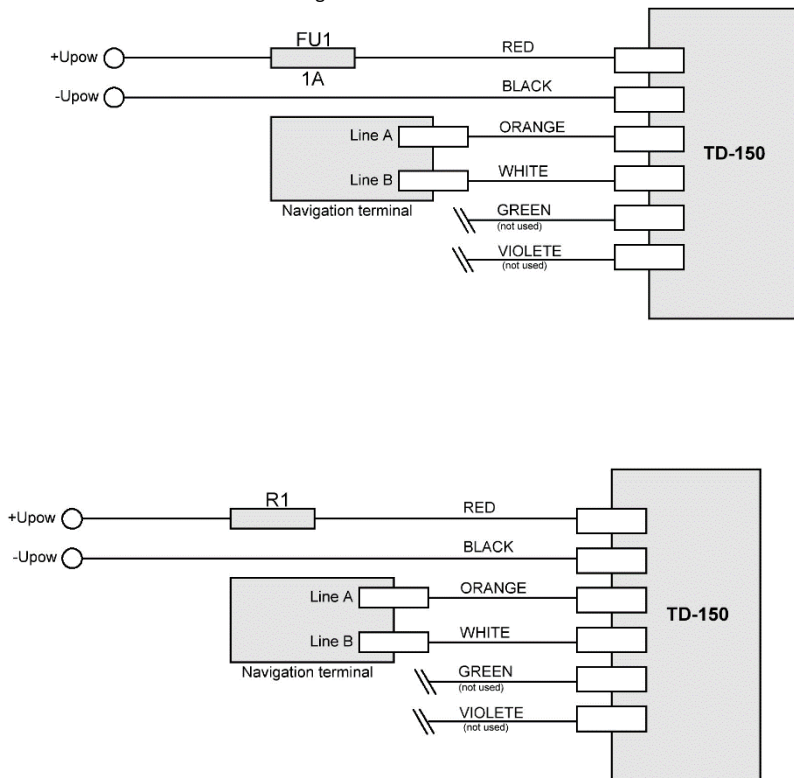 FU1
RED
+Upow
1A
BLACK
-Upow
ORANGE
Line A
TD-150
WHITE
Line B
Navigation terminal
GREEN
(not used)
VIOLETE
(not used)
R1
RED
+Upow
BLACK
-Upow
ORANGE
Line A
TD-150
WHITE
Line B
Navigation terminal
GREEN
(not used)
VIOLETE
(not used)